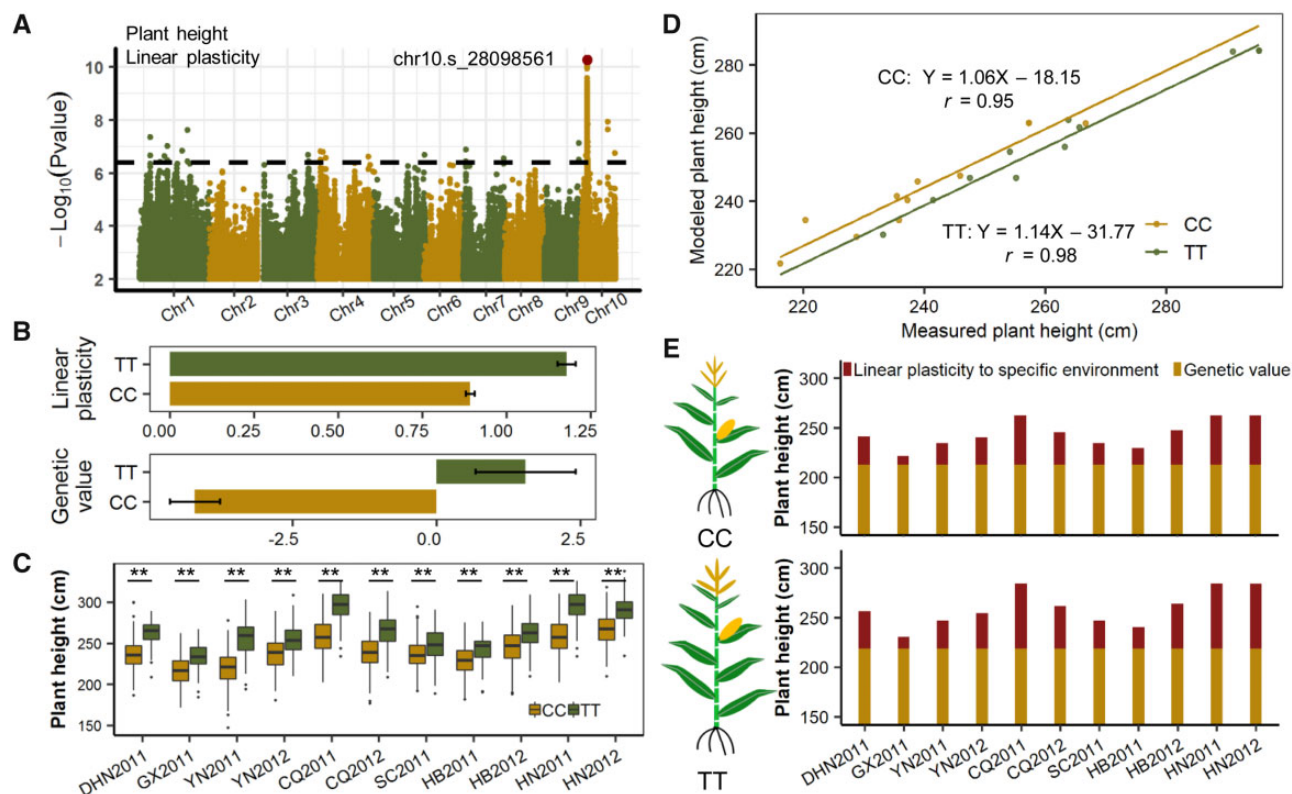 A
Plant height
Linear plasticity
chr10.s_28098561
− Log10(Pvalue)
10
8
6
4
2
Chr1
Chr2
Chr3
Chr4
Chr5
Chr6
Chr7
Chr8
Chr9
Chr10
B
Linear
plasticity
TT
CC
0.00
0.25
0.50
0.75
1.00
1.25
Genetic
value
TT
CC
-2.5
0.0
2.5
C
Plant height (cm)
300
250
200
150
** ** ** ** ** ** ** ** ** ** **
CC TT
DHN2011
GX2011
YN2011
YN2012
CQ2011
CQ2012
SC2011
HB2011
HB2012
HN2011
HN2012
D
Modeled plant height (cm)
280
260
240
220
CC: Y = 1.06X − 18.15
r = 0.95
TT: Y = 1.14X − 31.77
r = 0.98
CC
TT
220
240
260
280
Measured plant height (cm)
E
CC
TT
Linear plasticity to specific environment
Genetic value
Plant height (cm)
300
250
200
150
Plant height (cm)
300
250
200
150
DHN2011
GX2011
YN2011
YN2012
CQ2011
CQ2012
SC2011
HB2011
HB2012
HN2011
HN2012